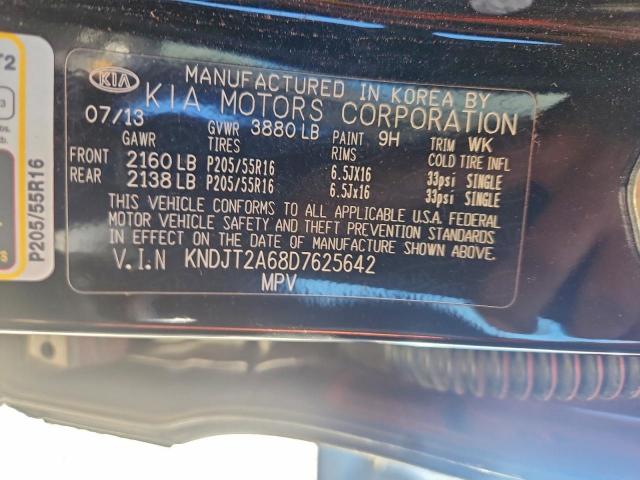 KIA
MANUFACTURED IN KOREA BY
KIA MOTORS CORPORATION
07/13 GVWR 3880 LB PAINT 9H TRIM WK
GAWR TIRES RIMS COLD TIRE INFL
FRONT 2160 LB P205/55R16 6.5JX16 33psi SINGLE
REAR 2138 LB P205/55R16 6.5Jx16 33psi SINGLE
THIS VEHICLE CONFORMS TO ALL APPLICABLE U.S.A. FEDERAL
MOTOR VEHICLE SAFETY AND THEFT PREVENTION STANDARDS
IN EFFECT ON THE DATE OF MANUFACTURE SHOWN ABOVE.
V.I.N KNDJT2A68D7625642
MPV
P205/55R16